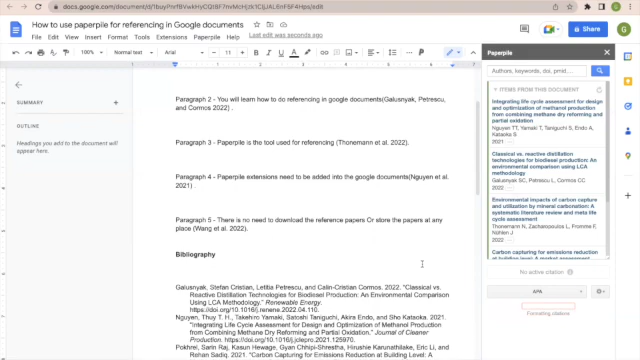 docs.google.com/document/d/
How to use paperpile for referencing in Google documents
File Edit View Insert Format Tools Extensions Paperpile Help
Last edit was seconds ago
Share
100%
Normal text
Arial
11
SUMMARY
OUTLINE
Headings you add to the document will
appear here.
Paragraph 2 - You will learn how to do referencing in google documents(Galusnyak, Petrescu,
and Cormos 2022) .
Paragraph 3 - Paperpile is the tool used for referencing (Thonemann et al. 2022).
Paragraph 4 - Paperpile extensions need to be added into the google documents(Nguyen et al.
2021) .
Paragraph 5 - There is no need to download the reference papers Or store the papers at any
place (Wang et al. 2022).
Bibliography
Galusnyak, Stefan Cristian, Letitia Petrescu, and Calin-Cristian Cormos. 2022. "Classical vs.
Reactive Distillation Technologies for Biodiesel Production: An Environmental Comparison
Using LCA Methodology." Renewable Energy.
https://doi.org/10.1016/j.renene.2022.04.110.
Nguyen, Thuy T. H., Takehiro Yamaki, Satoshi Taniguchi, Akira Endo, and Sho Kataoka. 2021.
"Integrating Life Cycle Assessment for Design and Optimization of Methanol Production
from Combining Methane Dry Reforming and Partial Oxidation." Journal of Cleaner
Production. https://doi.org/10.1016/j.jclepro.2021.125970.
Pokhrel, Sarin Raj, Kasun Hewage, Gyan Chhipi-Shrestha, Hirushie Karunathilake, Eric Li, and
Rehan Sadiq. 2021. "Carbon Capturing for Emissions Reduction at Building Level: A
Paperpile
Authors, keywords, doi, pmid...
ITEMS FROM DOCUMENT
Integrating life cycle assessment for design
and optimization of methanol production
from combining methane dry reforming and
partial oxidation
Nguyen TT, Yamaki T, Taniguchi S, Endo A,
Kataoka S
2021
Classical vs. reactive distillation
technologies for biodiesel production: An
environmental comparison using LCA
methodology
Galusnyak SC, Petrescu L, Cormos CC
2022
Environmental impacts of carbon capture
and utilization by mineral carbonation: A
systematic literature review and meta life
cycle assessment
Thonemann N, Zacharopoulos L, Fromme F,
Nühlen J
2022
Carbon capturing for emissions reduction at
building level: A market assessment
No active citation
APA
Formatting citations